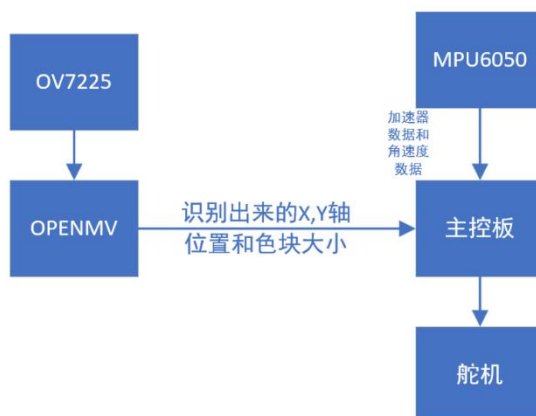 OV7225
MPU6050
加速器
数据和
角速度
数据
OPENMV
识别出来的X,Y轴
位置和色块大小
主控板
舵机